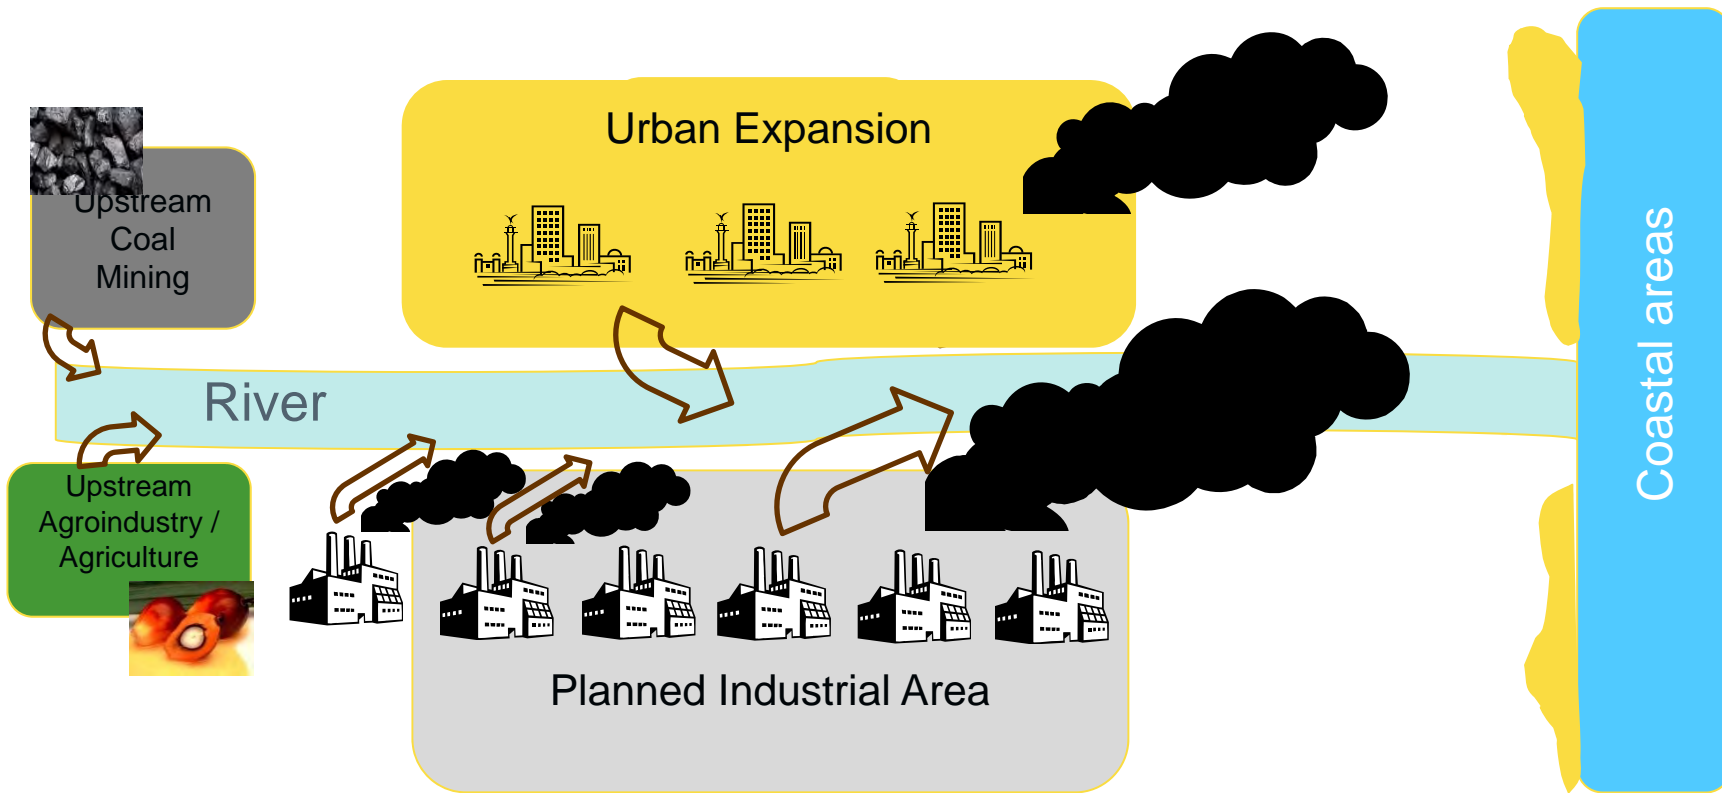 Urban Expansion
Upstream
Coal
Mining
River
Upstream
Agroindustry /
Agriculture
Planned Industrial Area
Coastal areas